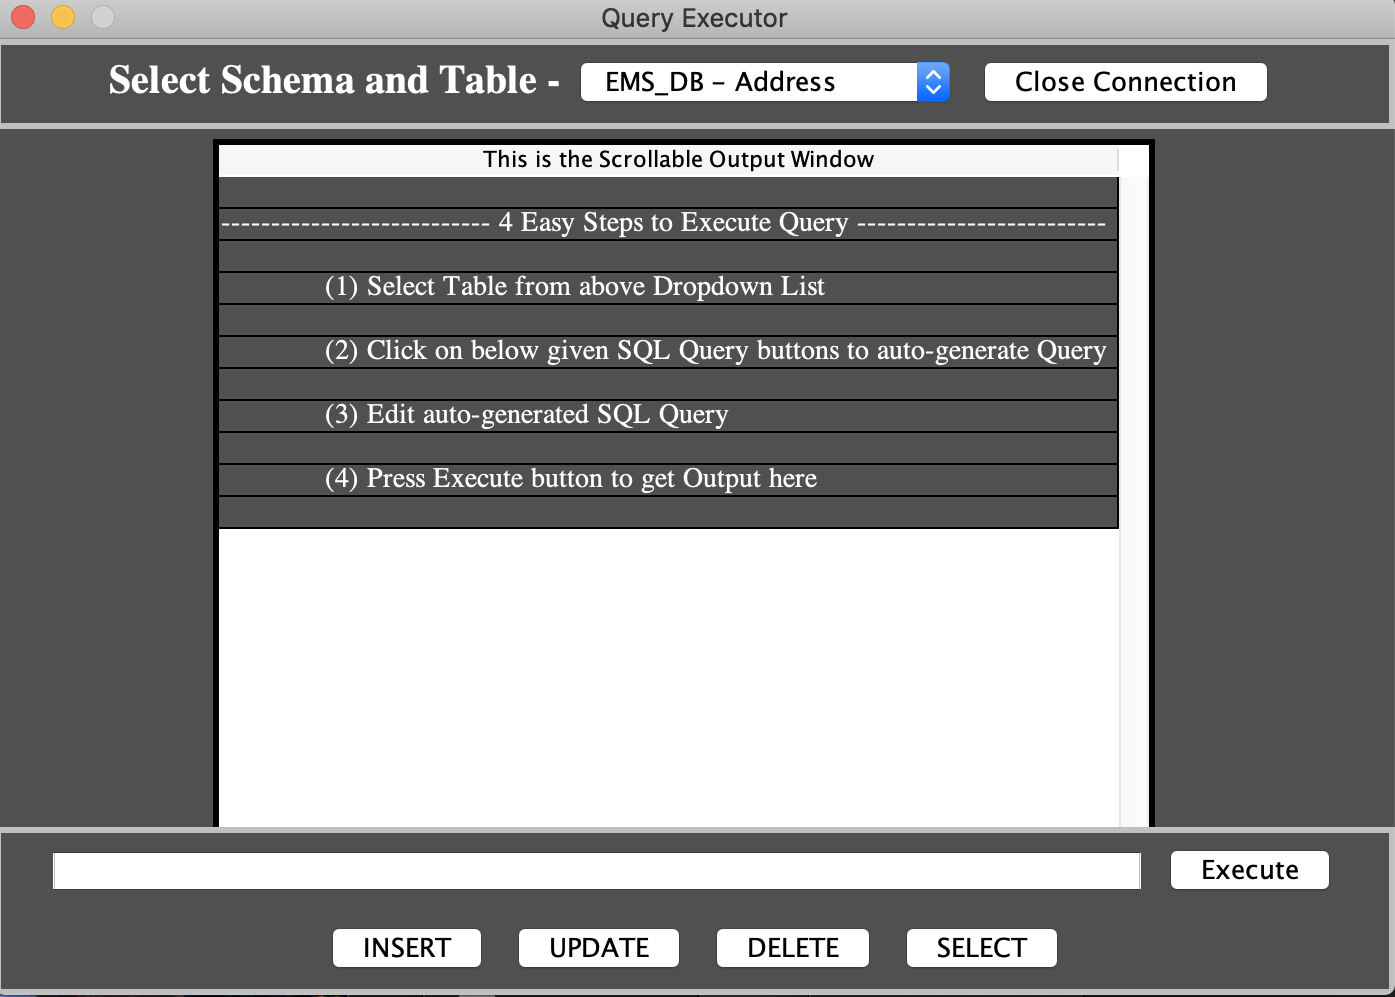 Query Executor
Select Schema and Table -
EMS_DB - Address
Close Connection
This is the Scrollable Output Window
--------------------------- 4 Easy Steps to Execute Query -------------------------
(1) Select Table from above Dropdown List
(2) Click on below given SQL Query buttons to auto-generate Query
(3) Edit auto-generated SQL Query
(4) Press Execute button to get Output here
Execute
INSERT
UPDATE
DELETE
SELECT